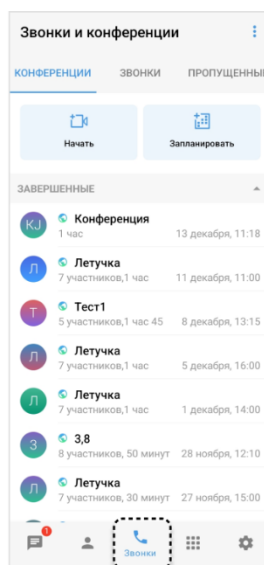 Звонки и конференции
КОНФЕРЕНЦИИ ЗВОНКИ ПРОПУЩЕННЫ
Начать Запланировать
ЗАВЕРШЕННЫЕ
KJ Конференция
1 час 13 декабря, 11:18
Л Летучка
7 участников,1 час 11 декабря, 11:00
Т Тест1
5 участников,1 час 45 8 декабря, 13:15
Л Летучка
7 участников,1 час 5 декабря, 16:00
Л Летучка
7 участников,1 час 1 декабря, 14:00
3 3,8
8 участников, 50 минут 28 ноября, 12:10
Л Летучка
7 участников, 30 минут 27 ноября, 15:00
1
Звонки